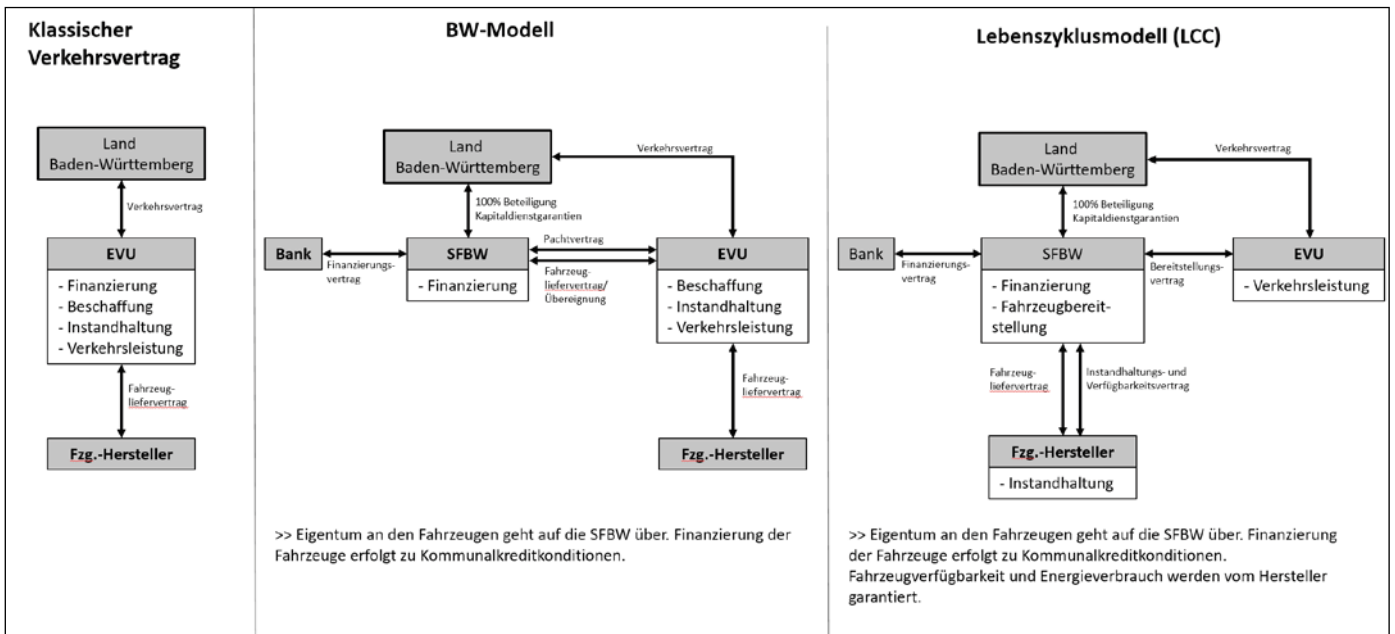 Klassischer
Verkehrsvertrag
Land
Baden-Württemberg
Verkehrsvertrag
EVU
- Finanzierung
- Beschaffung
- Instandhaltung
- Verkehrsleistung
Fahrzeug-
liefervertrag
Fzg.-Hersteller
BW-Modell
Land
Baden-Württemberg
Verkehrsvertrag
100% Beteiligung
Kapitaldienstgarantien
Bank
Finanzierungs-
vertrag
SFBW
- Finanzierung
Pachtvertrag
Fahrzeug-
liefervertrag/
Übereignung
EVU
- Beschaffung
- Instandhaltung
- Verkehrsleistung
Fahrzeug-
liefervertrag
Fzg.-Hersteller
>> Eigentum an den Fahrzeugen geht auf die SFBW über. Finanzierung der
Fahrzeuge erfolgt zu Kommunalkreditkonditionen.
Lebenszyklusmodell (LCC)
Land
Baden-Württemberg
Verkehrsvertrag
100% Beteiligung
Kapitaldienstgarantien
Bank
Finanzierungs-
vertrag
SFBW
- Finanzierung
- Fahrzeugbereit-
stellung
Bereitstellungs-
vertrag
EVU
- Verkehrsleistung
Fahrzeug-
liefervertrag
Instandhaltungs- und
Verfügbarkeitsvertrag
Fzg.-Hersteller
- Instandhaltung
>> Eigentum an den Fahrzeugen geht auf die SFBW über. Finanzierung
der Fahrzeuge erfolgt zu Kommunalkreditkonditionen.
Fahrzeugverfügbarkeit und Energieverbrauch werden vom Hersteller
garantiert.